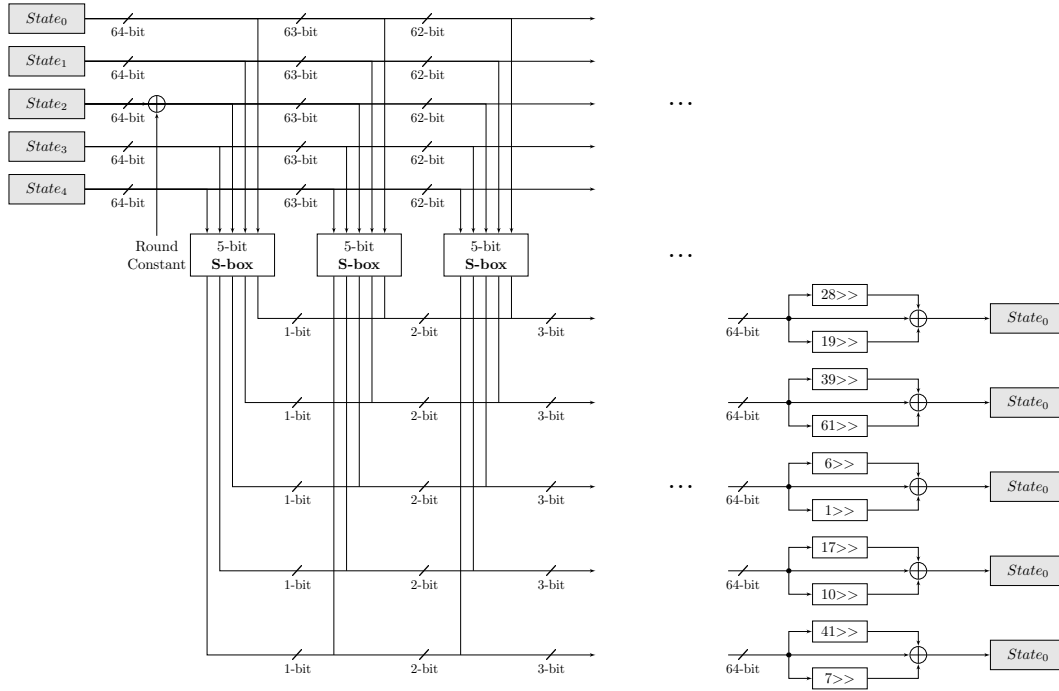 State₀
64-bit
63-bit
62-bit
State₁
64-bit
63-bit
62-bit
State₂
64-bit
63-bit
62-bit
...
State₃
64-bit
63-bit
62-bit
State₄
64-bit
63-bit
62-bit
Round
Constant
5-bit
S-box
5-bit
S-box
5-bit
S-box
...
1-bit
2-bit
3-bit
64-bit
28>>
19>>
State₀
1-bit
2-bit
3-bit
64-bit
39>>
61>>
State₀
1-bit
2-bit
3-bit
...
64-bit
6>>
1>>
State₀
1-bit
2-bit
3-bit
64-bit
17>>
10>>
State₀
1-bit
2-bit
3-bit
64-bit
41>>
7>>
State₀